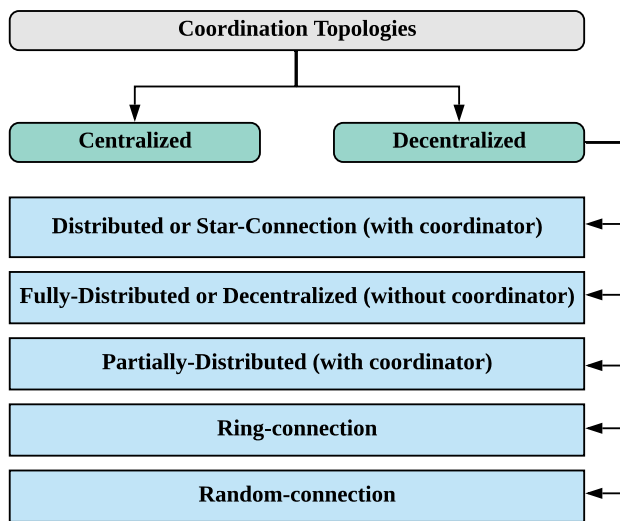 Coordination Topologies
Centralized
Decentralized
Distributed or Star-Connection (with coordinator)
Fully-Distributed or Decentralized (without coordinator)
Partially-Distributed (with coordinator)
Ring-connection
Random-connection